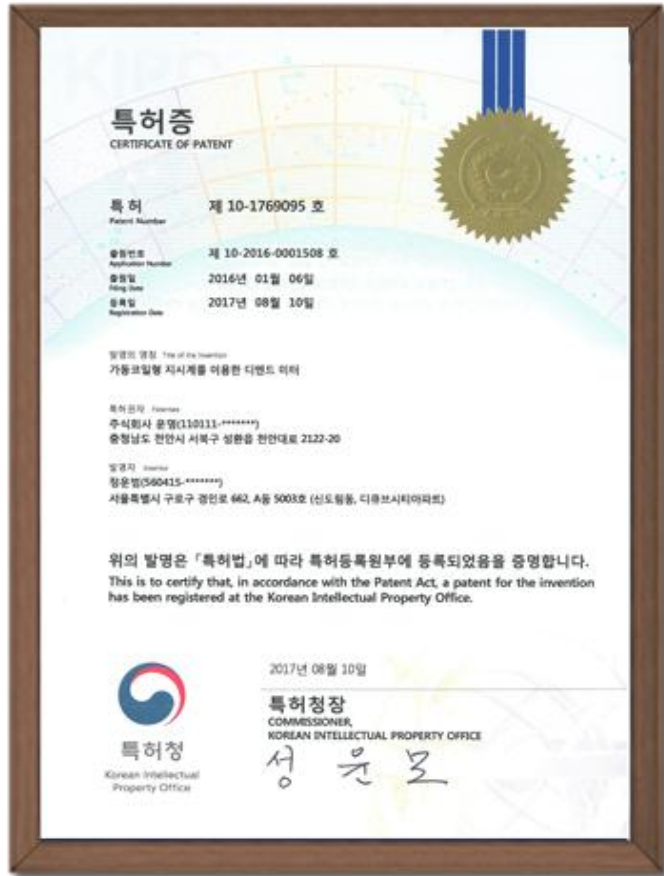 특허증
CERTIFICATE OF PATENT
특 허 제 10-1769095 호
Patent Number
출원번호 제 10-2016-0001508 호
Application Number
출원일 2016년 01월 06일
Filing Date
등록일 2017년 08월 10일
Registration Date
발명의 명칭 Title of the Invention
가동코일형 지시계를 이용한 디멘드 미터
특허권자 Patentee
주식회사 운영(110111-*******)
충청남도 천안시 서북구 성환읍 천안대로 2122-20
발명자 Inventor
정운범(560415-*******)
서울특별시 구로구 경인로 662, A동 5003호 (신도림동, 디큐브시티아파트)
위의 발명은 「특허법」에 따라 특허등록원부에 등록되었음을 증명합니다.
This is to certify that, in accordance with the Patent Act, a patent for the invention
has been registered at the Korean Intellectual Property Office.
2017년 08월 10일
특허청장
COMMISSIONER,
KOREAN INTELLECTUAL PROPERTY OFFICE
성 윤 모
특허청
Korean Intellectual
Property Office